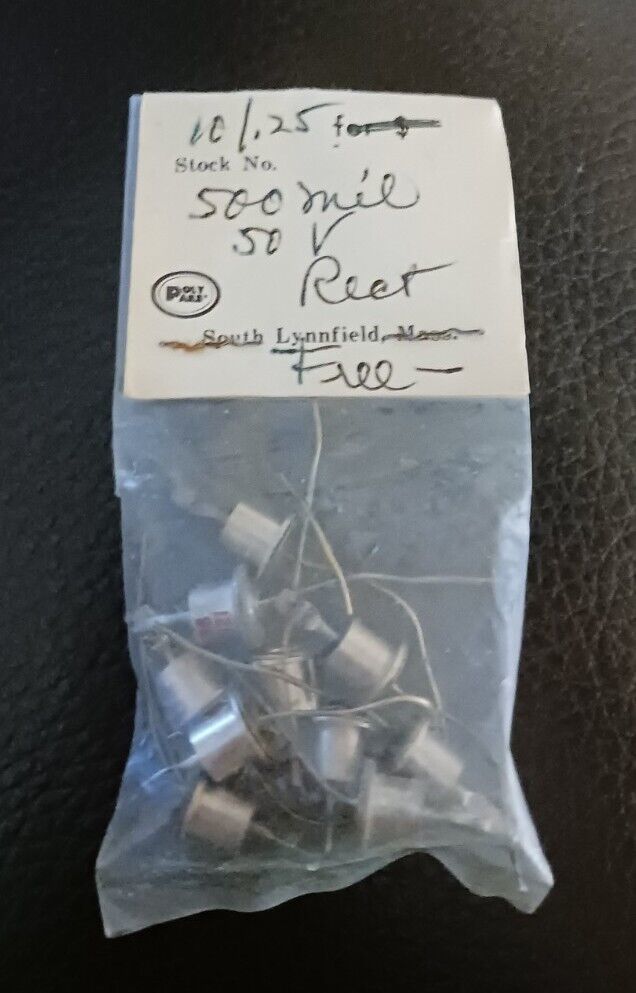 10/.25 for $
Stock No.
500 mil
50 V
Rect
POLY
PAKS
South Lynnfield, Mass.
Free —